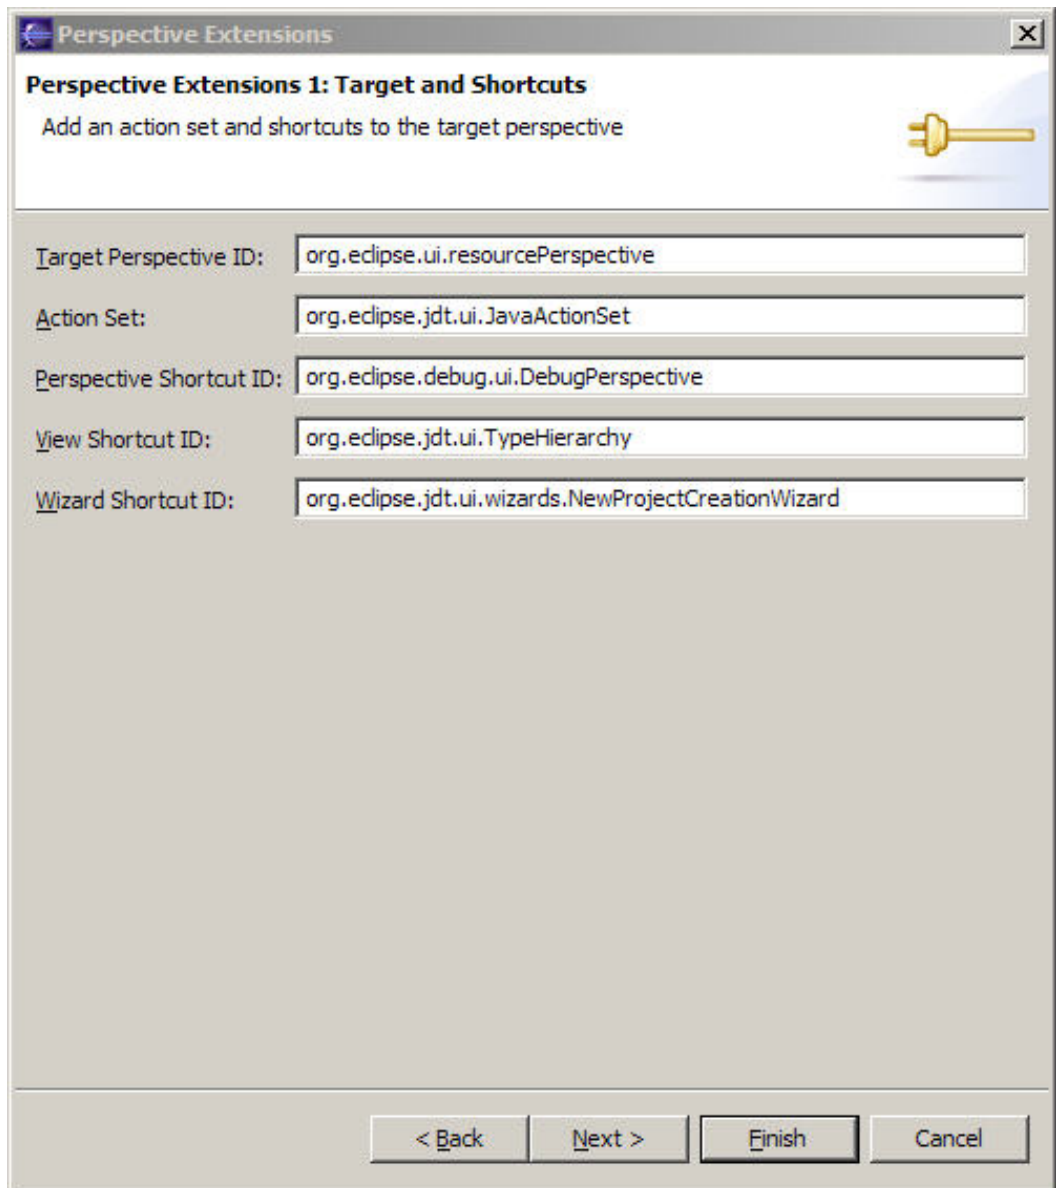 Perspective Extensions
Perspective Extensions 1: Target and Shortcuts
Add an action set and shortcuts to the target perspective
Target Perspective ID: org.eclipse.ui.resourcePerspective
Action Set: org.eclipse.jdt.ui.JavaActionSet
Perspective Shortcut ID: org.eclipse.debug.ui.DebugPerspective
View Shortcut ID: org.eclipse.jdt.ui.TypeHierarchy
Wizard Shortcut ID: org.eclipse.jdt.ui.wizards.NewProjectCreationWizard
< Back Next > Finish Cancel